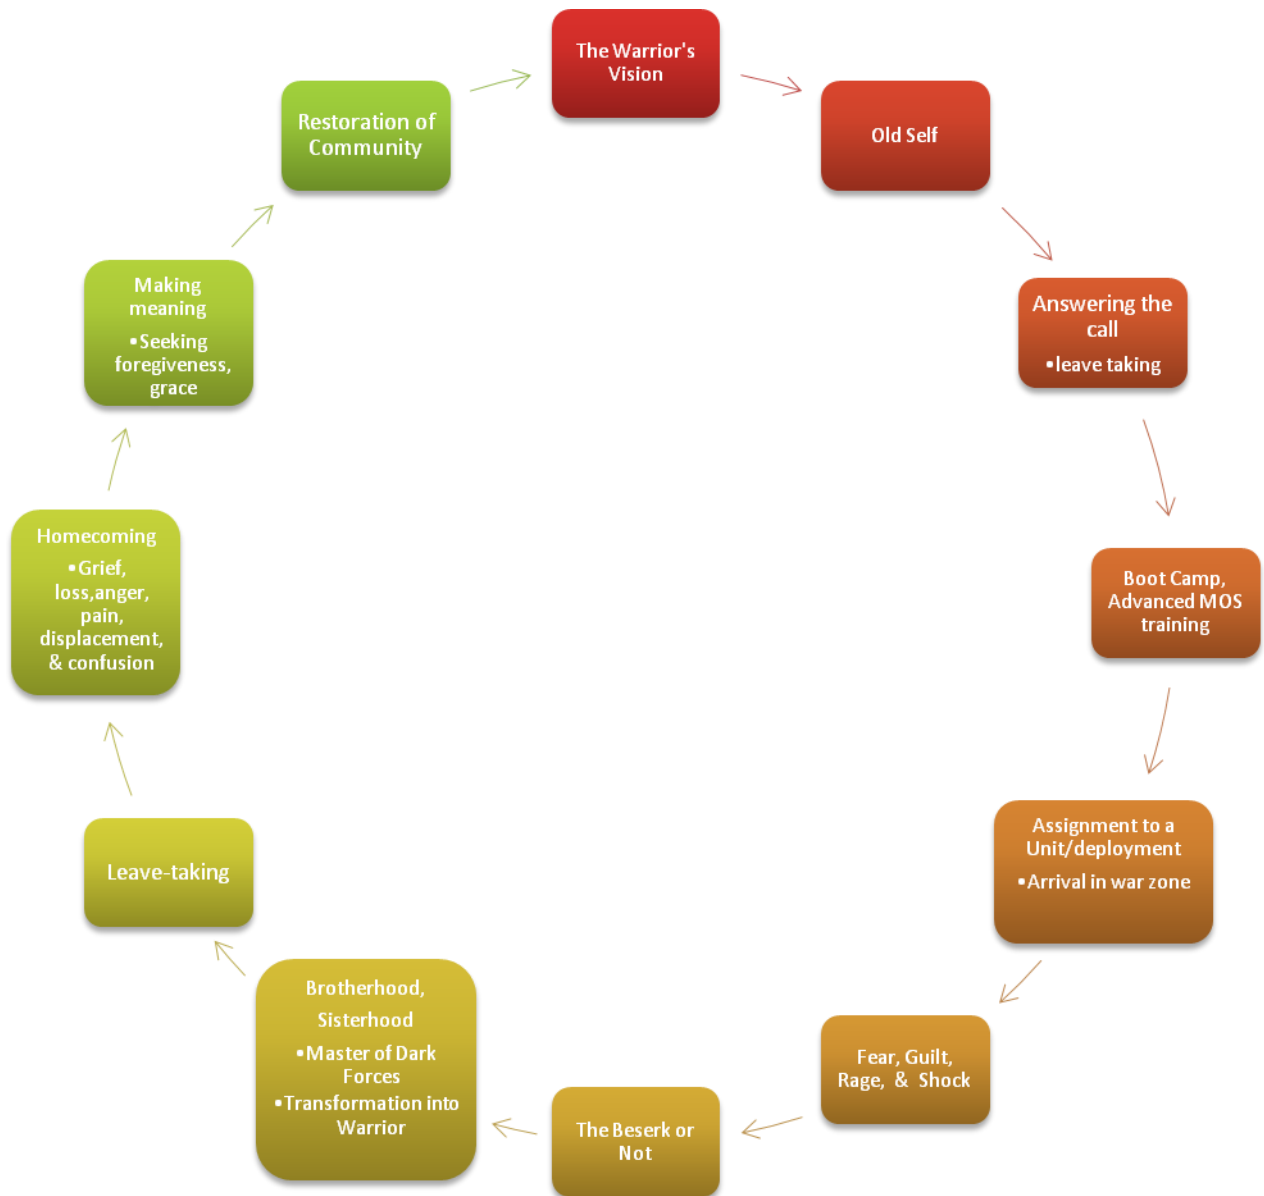 The Warrior's
Vision
Old Self
Answering the
call
•leave taking
Boot Camp,
Advanced MOS
training
Assignment to a
Unit/deployment
•Arrival in war zone
Fear, Guilt,
Rage, & Shock
The Beserk or
Not
Brotherhood,
Sisterhood
•Master of Dark
Forces
•Transformation into
Warrior
Leave-taking
Homecoming
•Grief,
loss,anger,
pain,
displacement,
& confusion
Making
meaning
•Seeking
foregiveness,
grace
Restoration of
Community